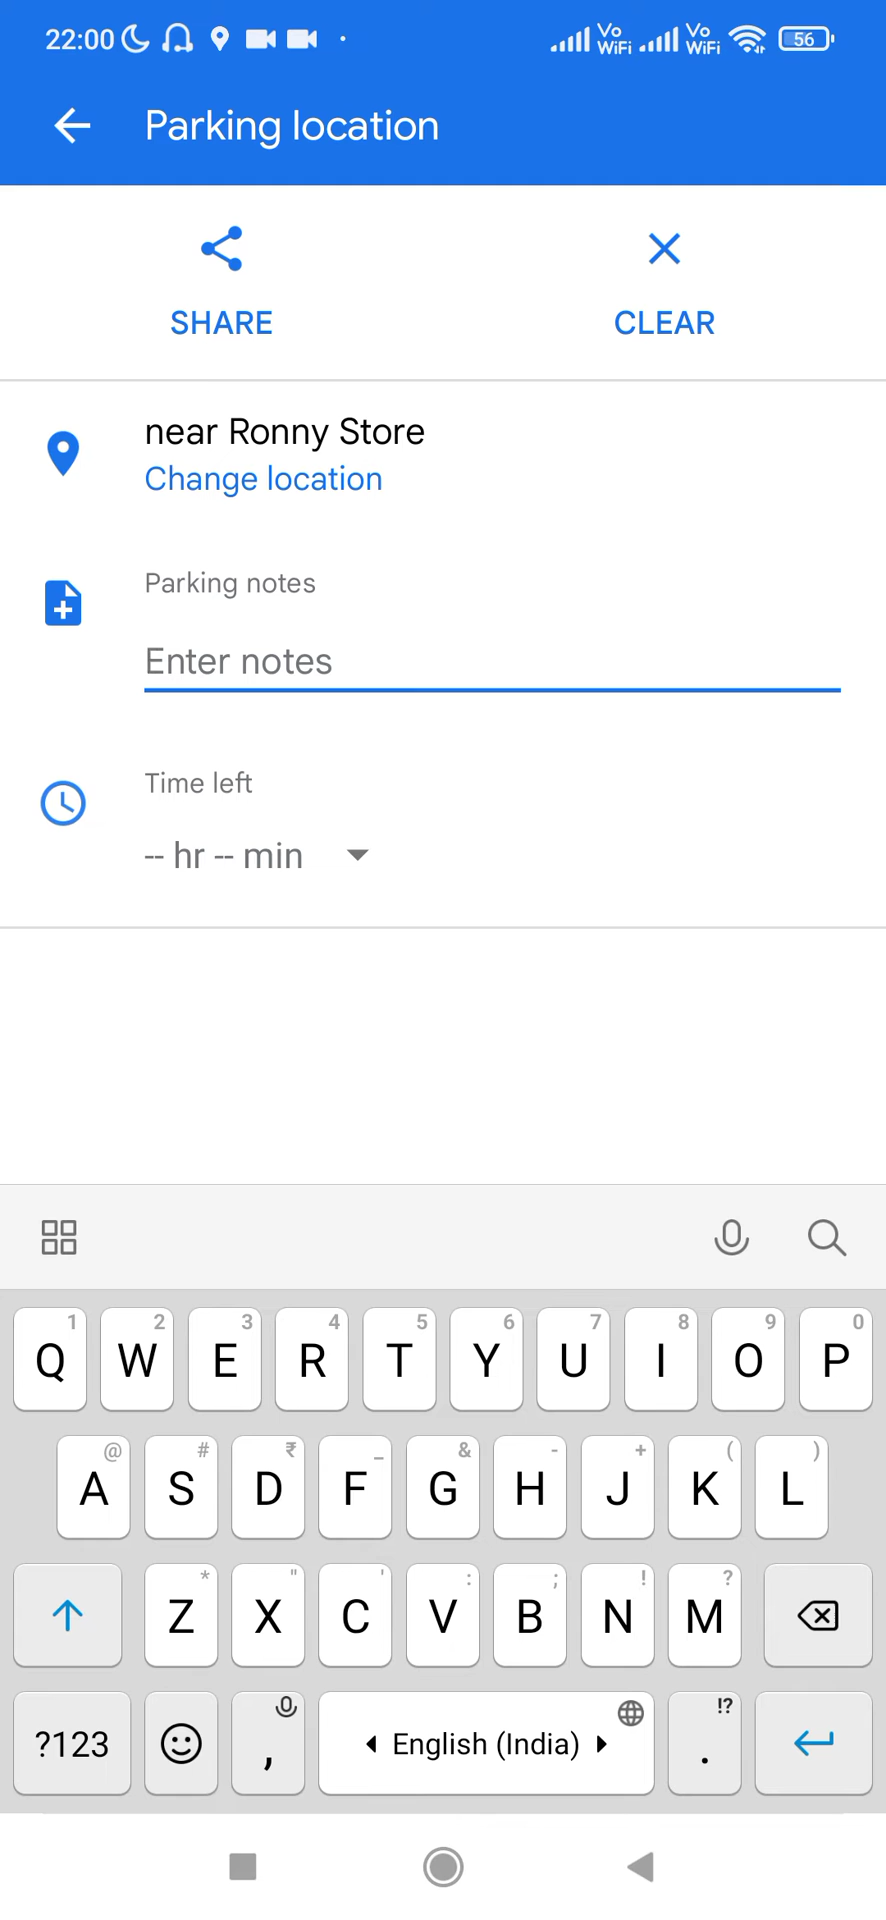 22:00 Vo WiFi Vo WiFi 56
Parking location
SHARE CLEAR
near Ronny Store
Change location
Parking notes
Enter notes
Time left
-- hr -- min
1 2 3 4 5 6 7 8 9 0
Q W E R T Y U I O P
@ # ₹ _ & - + ( )
A S D F G H J K L
* " ' : ; ! ?
Z X C V B N M
!?
?123 , English (India) .